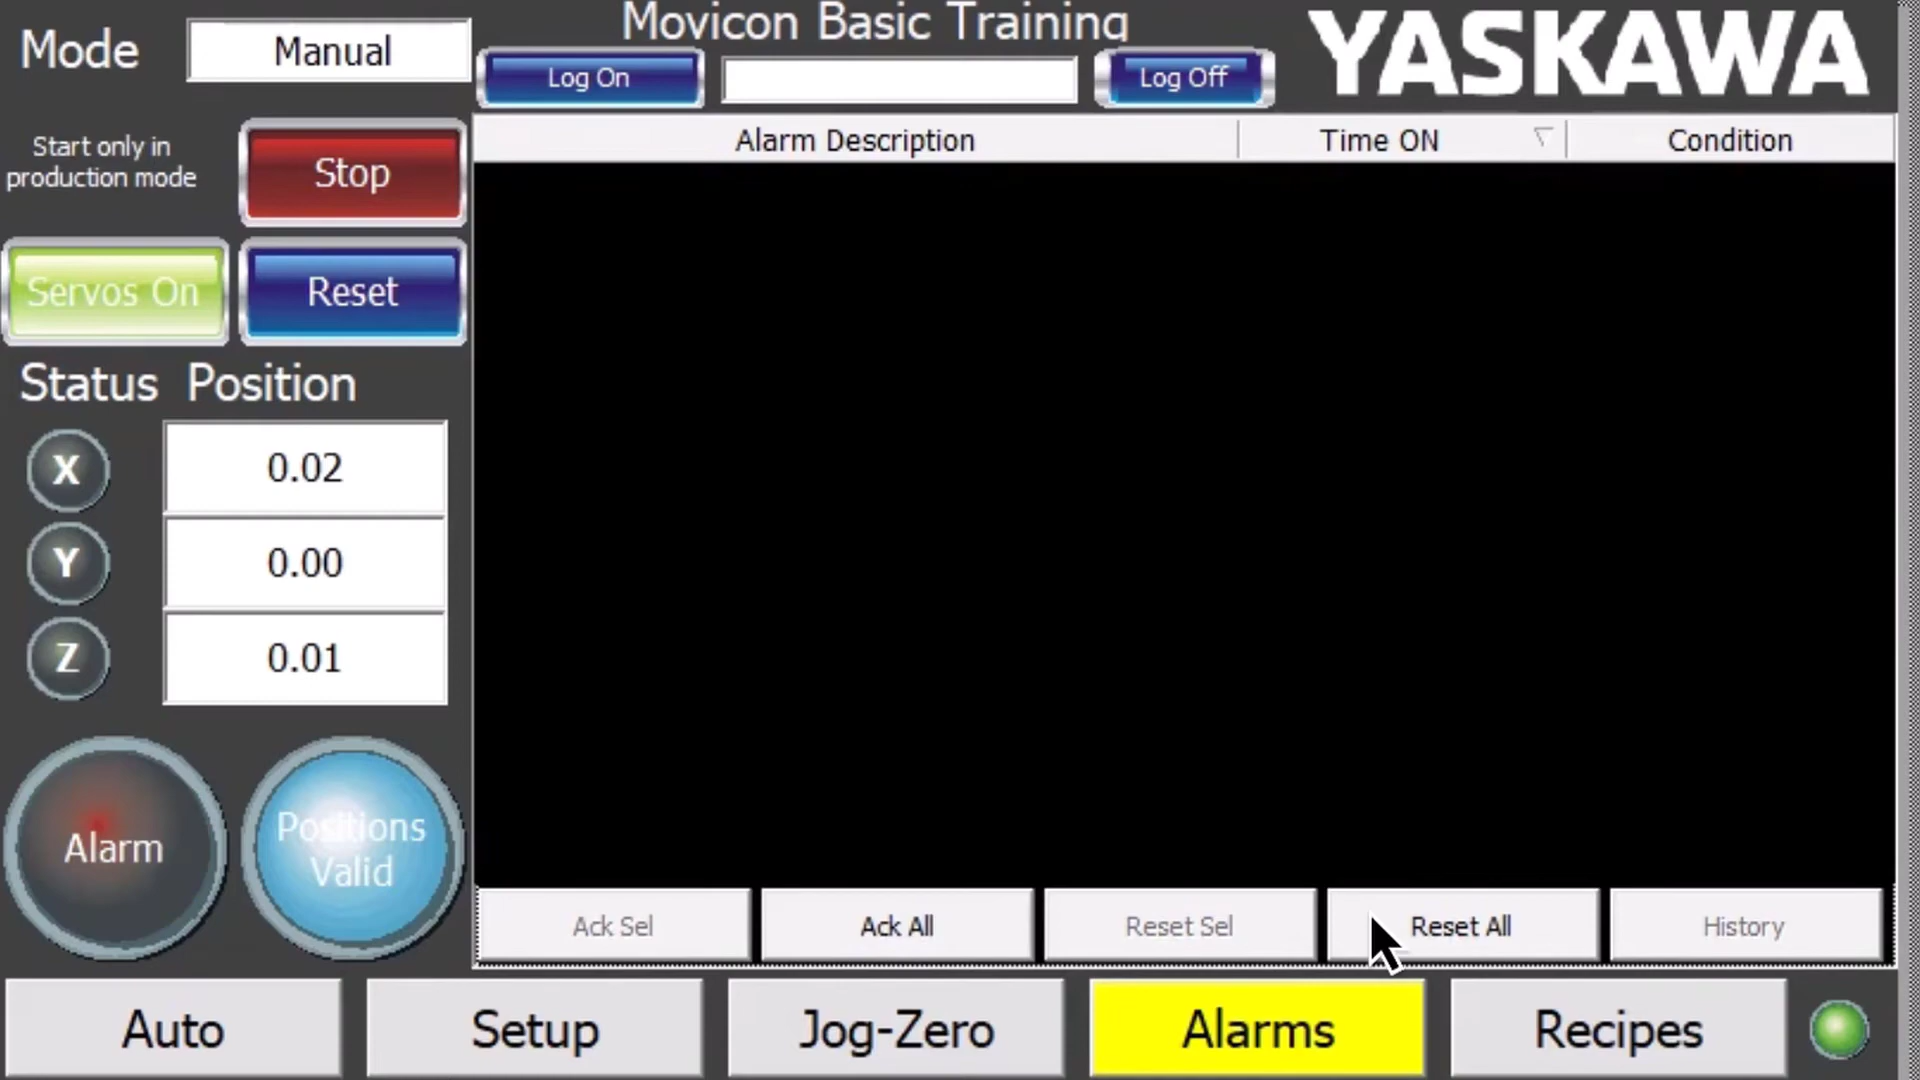 Movicon Basic Training
Mode
Manual
Log On
Log Off
YASKAWA
Start only in
production mode
Stop
Servos On
Reset
Status
Position
X
0.02
Y
0.00
Z
0.01
Alarm
Positions
Valid
Alarm Description
Time ON
Condition
Ack Sel
Ack All
Reset Sel
Reset All
History
Auto
Setup
Jog-Zero
Alarms
Recipes